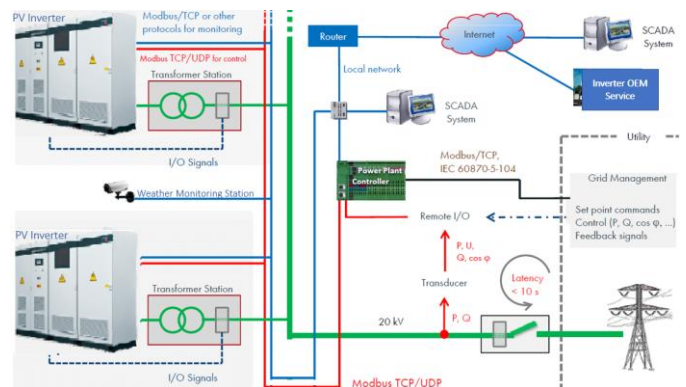 PV Inverter
Modbus/TCP or other
protocols for monitoring
Modbus TCP/UDP for control
Transformer Station
I/O Signals
Weather Monitoring Station
PV Inverter
Transformer Station
I/O Signals
Router
Internet
SCADA
System
Local network
SCADA
System
Inverter OEM
Service
Utility
Power Plant
Controller
Modbus/TCP,
IEC 60870-5-104
Grid Management
Set point commands
Control (P, Q, cos φ, ...)
Feedback signals
Remote I/O
P, U,
Q, cos φ
Transducer
Latency
< 10 s
P, Q
20 kV
Modbus TCP/UDP